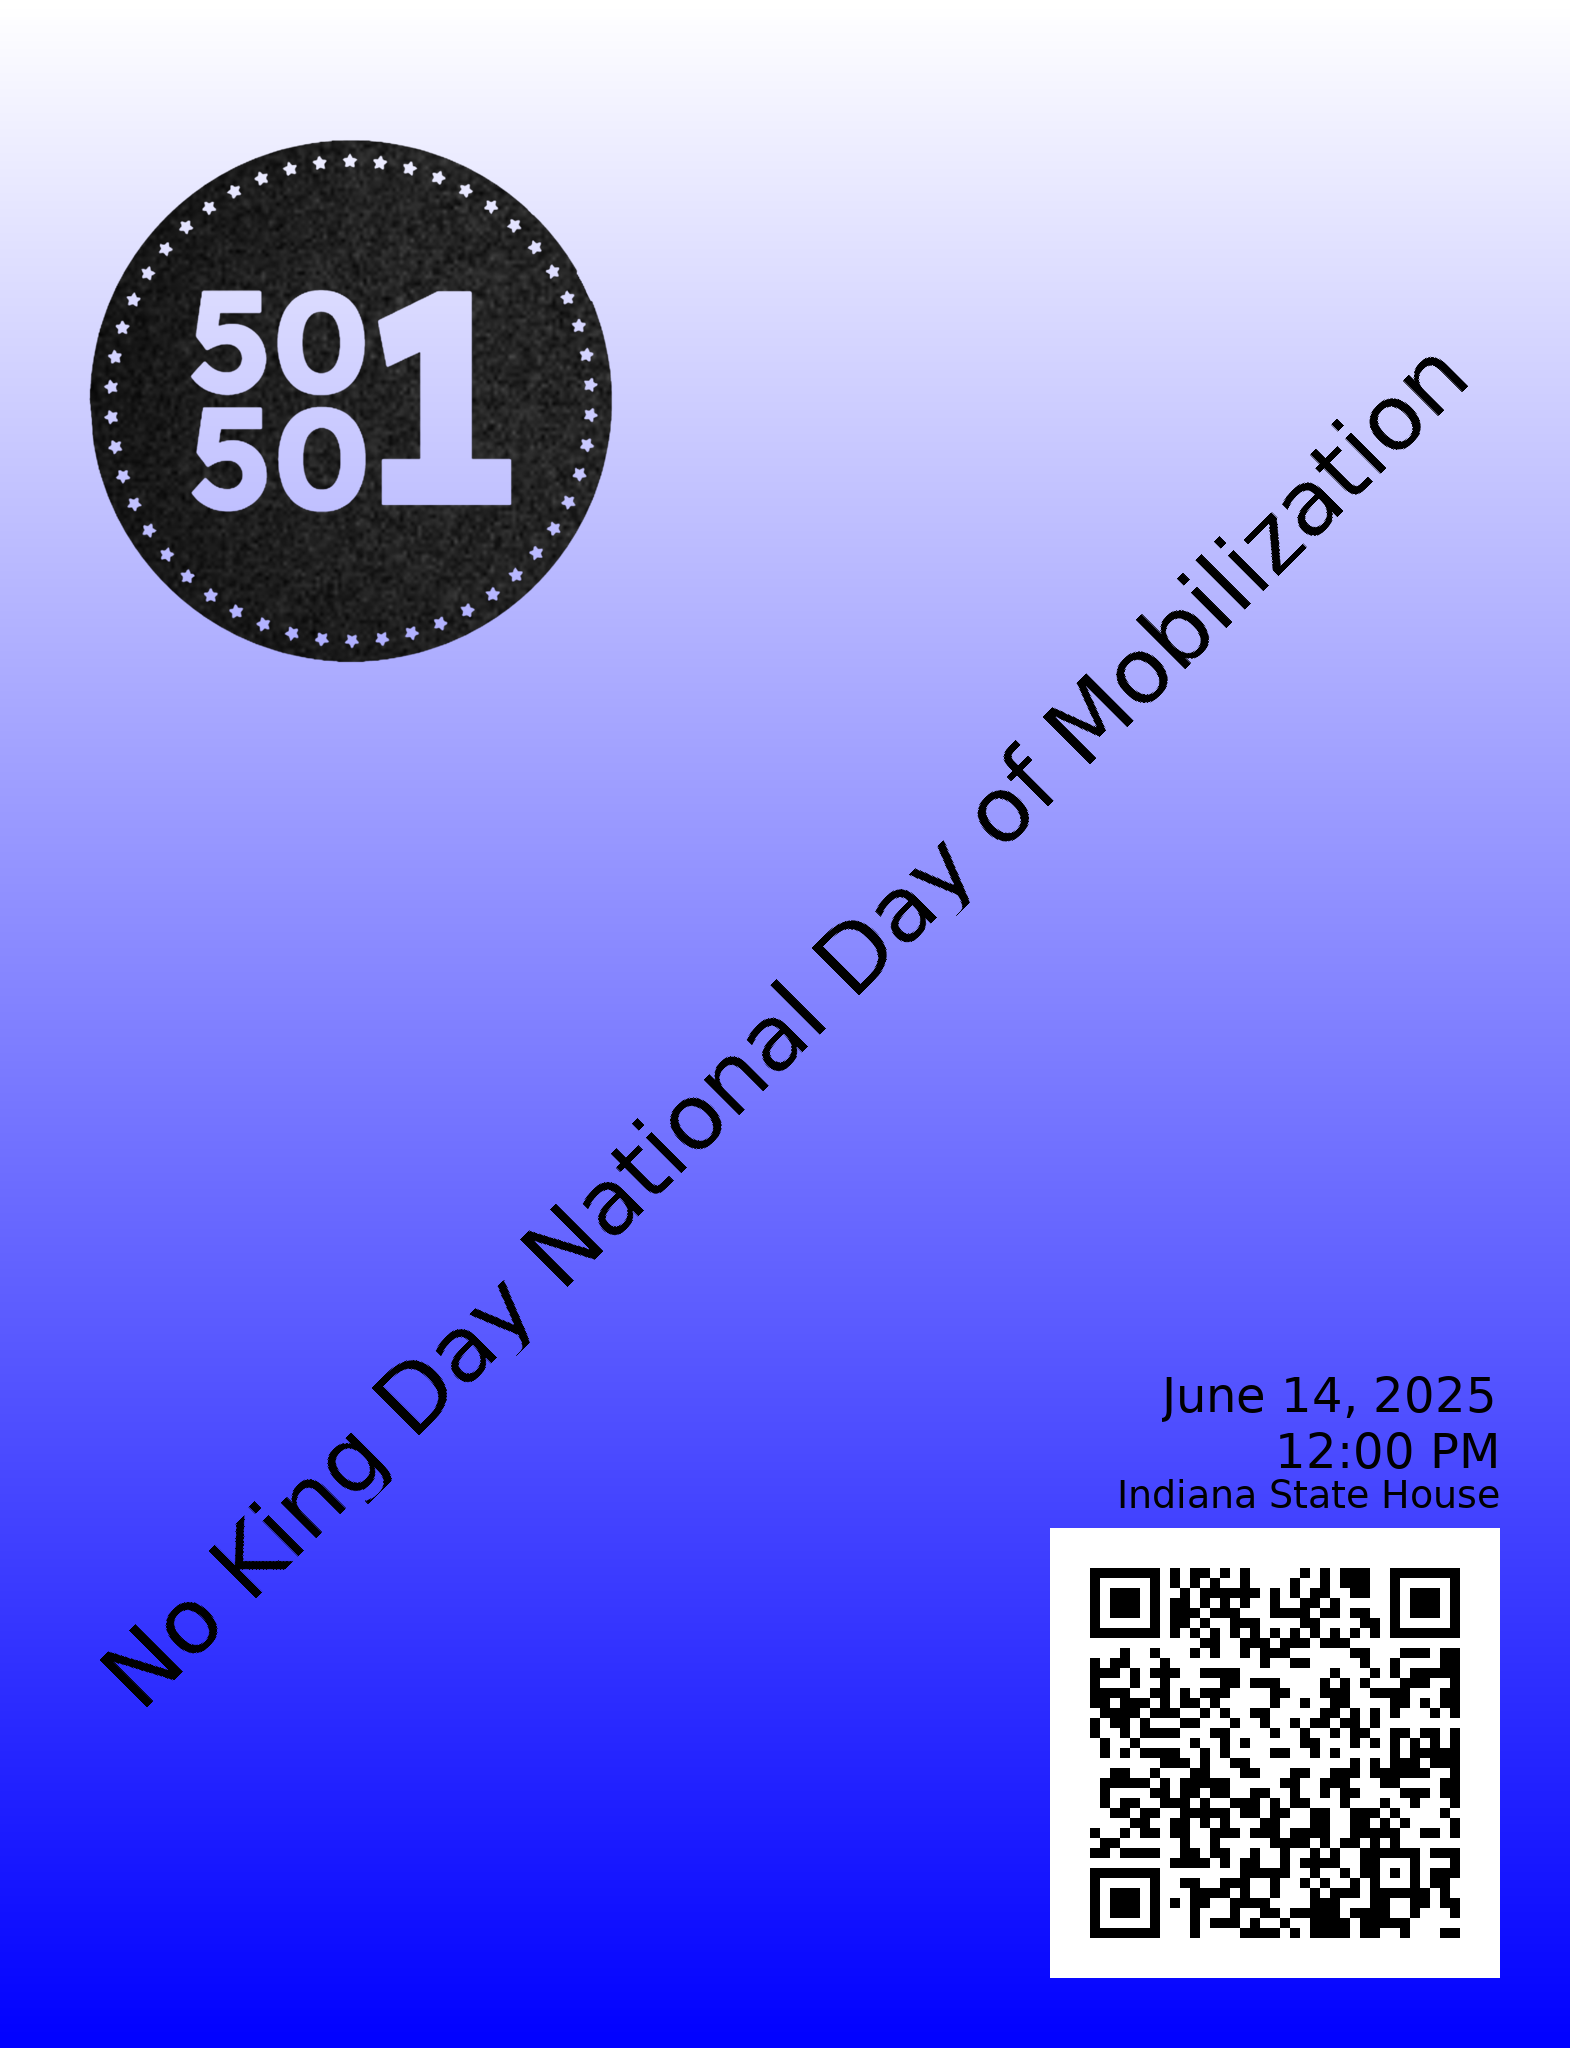 50 1
50
No King Day National Day of Mobilization
June 14, 2025
12:00 PM
Indiana State House